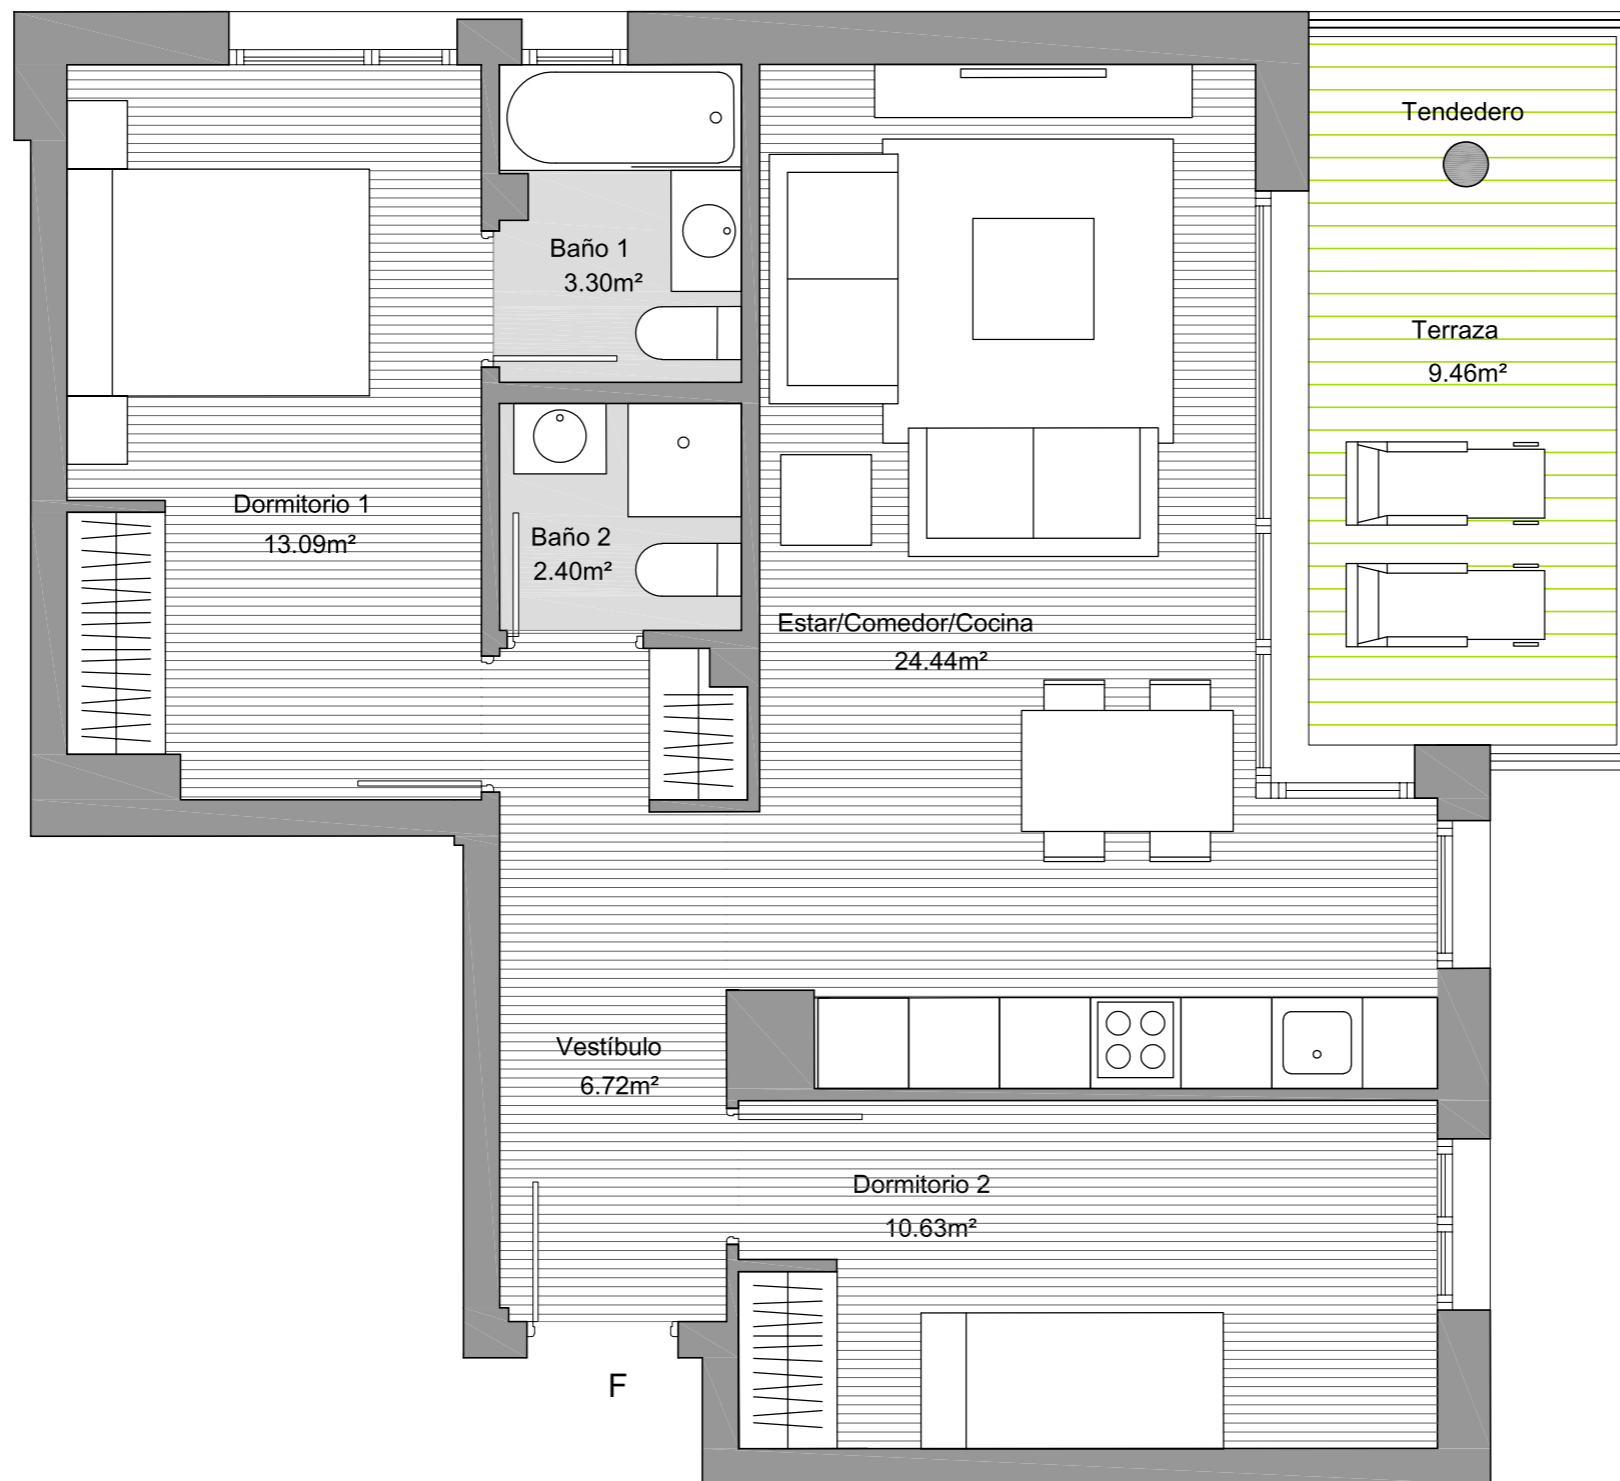 Tendedero
Baño 1
3.30m²
Terraza
9.46m²
Dormitorio 1
13.09m²
Baño 2
2.40m²
Estar/Comedor/Cocina
24.44m²
Vestíbulo
6.72m²
Dormitorio 2
10.63m²
F